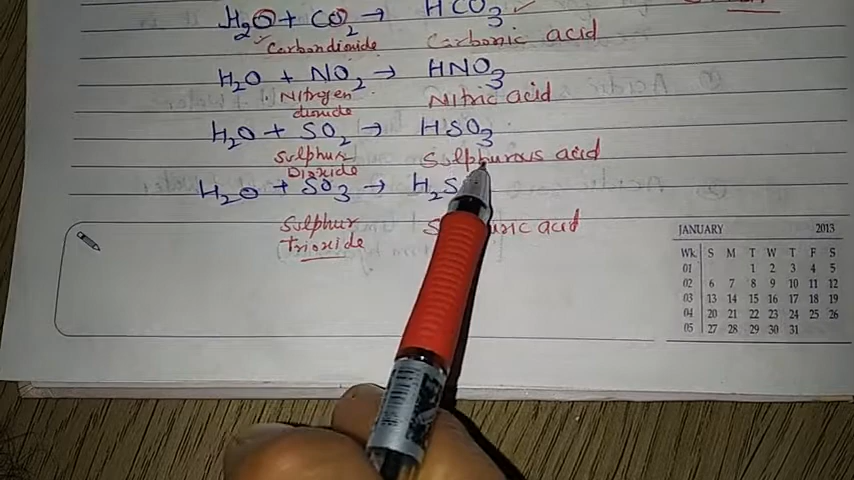 H2O + CO2 → HCO3 ✓
Carbondioxide Carbonic acid
H2O + NO2 → HNO3
Nitrogen dioxide Nitric acid
H2O + SO2 → HSO3
Sulphur Dioxide Sulphurous acid
H2O + SO3 → H2S
Sulphur trioxide uric acid
JANUARY 2013
Wk. S M T W T F S
01 1 2 3 4 5
02 6 7 8 9 10 11 12
03 13 14 15 16 17 18 19
04 20 21 22 23 24 25 26
05 27 28 29 30 31